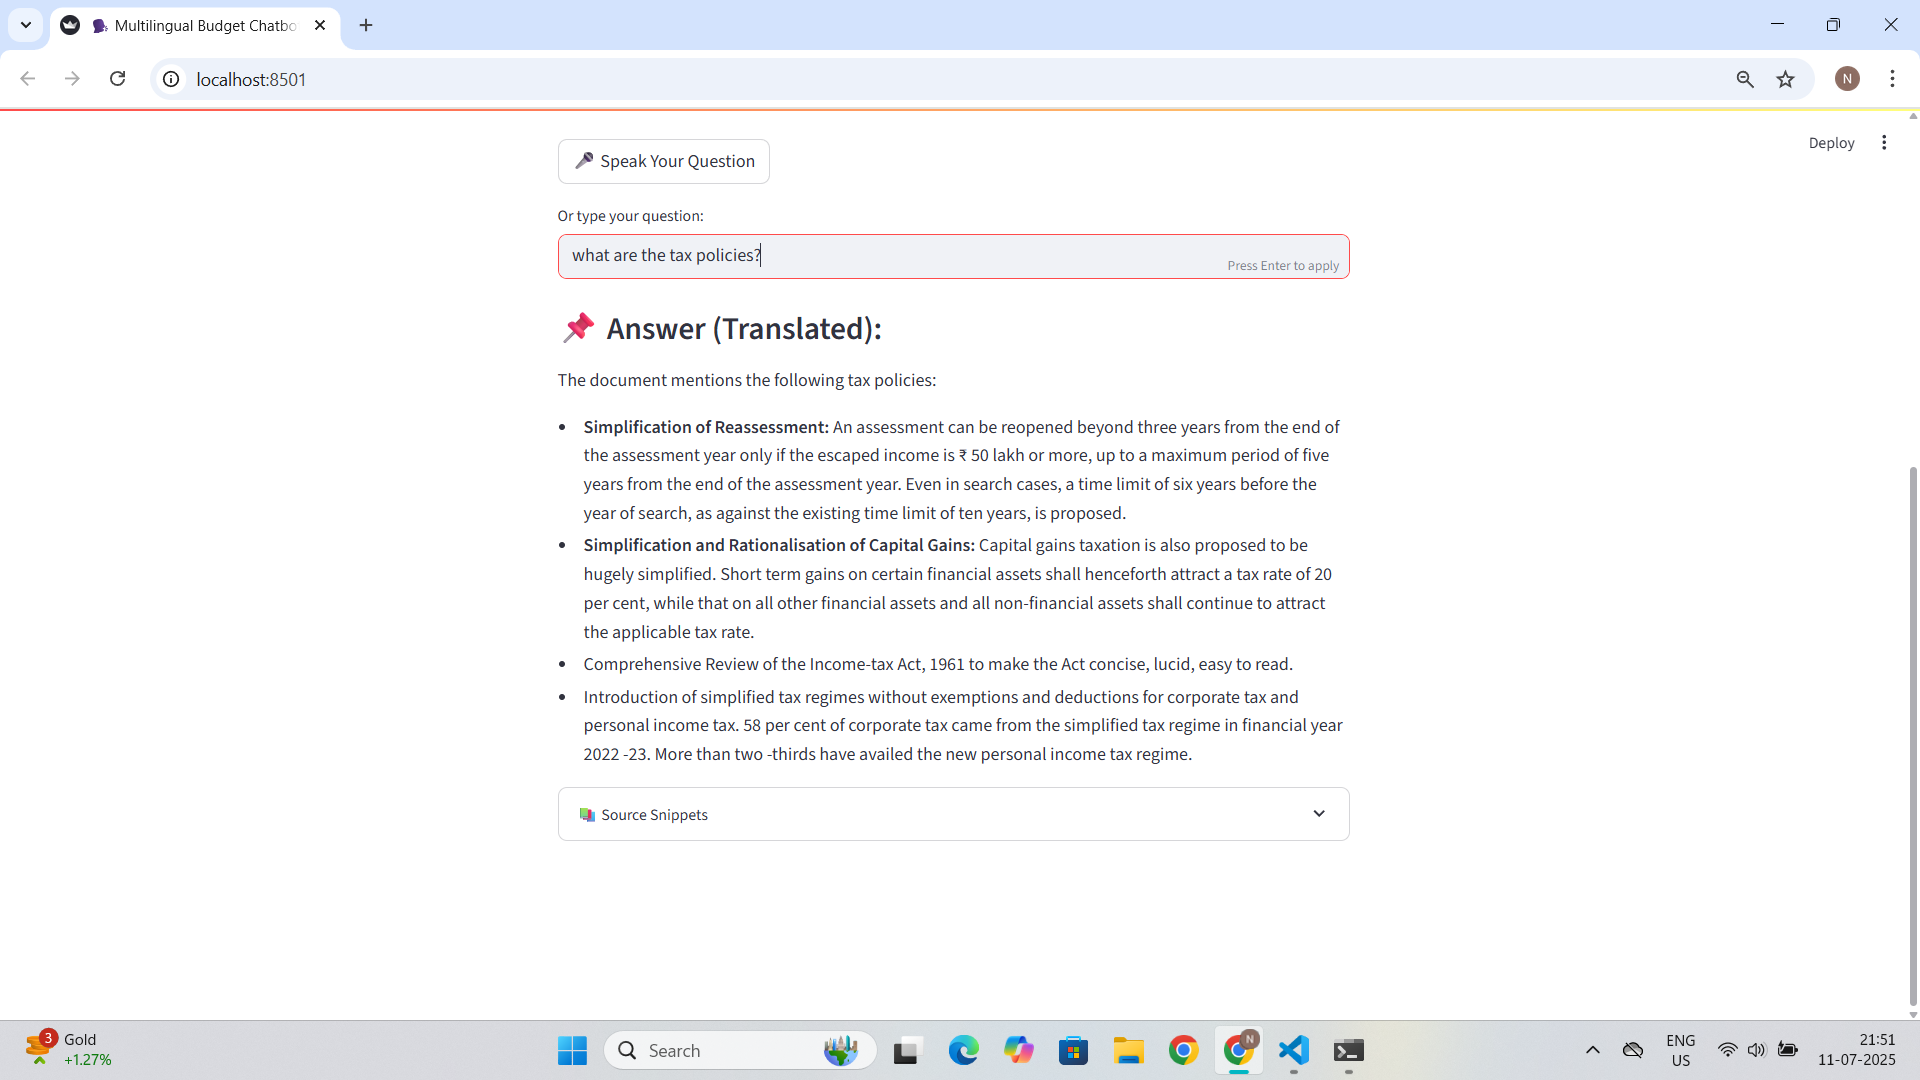 Multilingual Budget Chatbo
localhost:8501
N
Deploy
Speak Your Question
Or type your question:
what are the tax policies?
Press Enter to apply
Answer (Translated):
The document mentions the following tax policies:
Simplification of Reassessment: An assessment can be reopened beyond three years from the end of
the assessment year only if the escaped income is ₹ 50 lakh or more, up to a maximum period of five
years from the end of the assessment year. Even in search cases, a time limit of six years before the
year of search, as against the existing time limit of ten years, is proposed.
Simplification and Rationalisation of Capital Gains: Capital gains taxation is also proposed to be
hugely simplified. Short term gains on certain financial assets shall henceforth attract a tax rate of 20
per cent, while that on all other financial assets and all non-financial assets shall continue to attract
the applicable tax rate.
Comprehensive Review of the Income-tax Act, 1961 to make the Act concise, lucid, easy to read.
Introduction of simplified tax regimes without exemptions and deductions for corporate tax and
personal income tax. 58 per cent of corporate tax came from the simplified tax regime in financial year
2022 -23. More than two -thirds have availed the new personal income tax regime.
Source Snippets
3
Gold
+1.27%
Search
N
ENG
US
21:51
11-07-2025